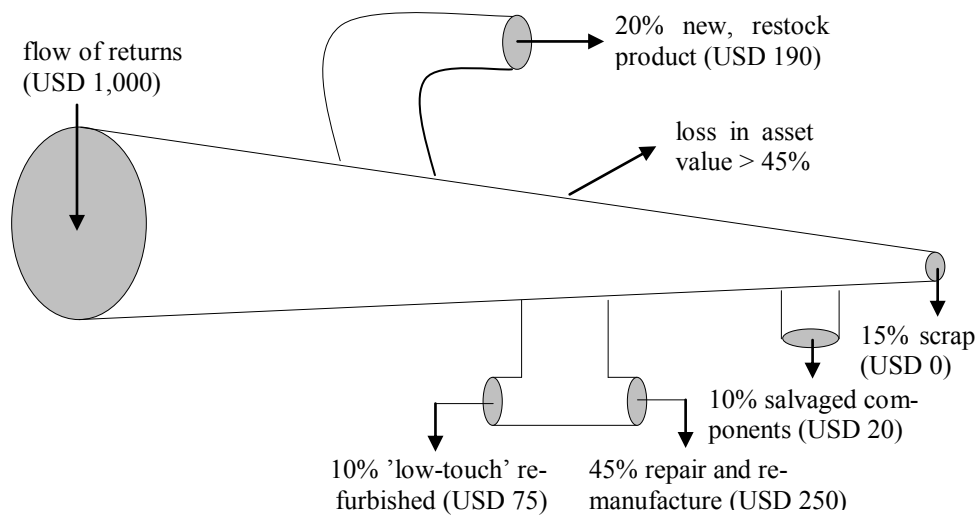 flow of returns
(USD 1,000)
20% new, restock
product (USD 190)
loss in asset
value > 45%
15% scrap
(USD 0)
10% salvaged com-
ponents (USD 20)
10% ’low-touch’ re-
furbished (USD 75)
45% repair and re-
manufacture (USD 250)